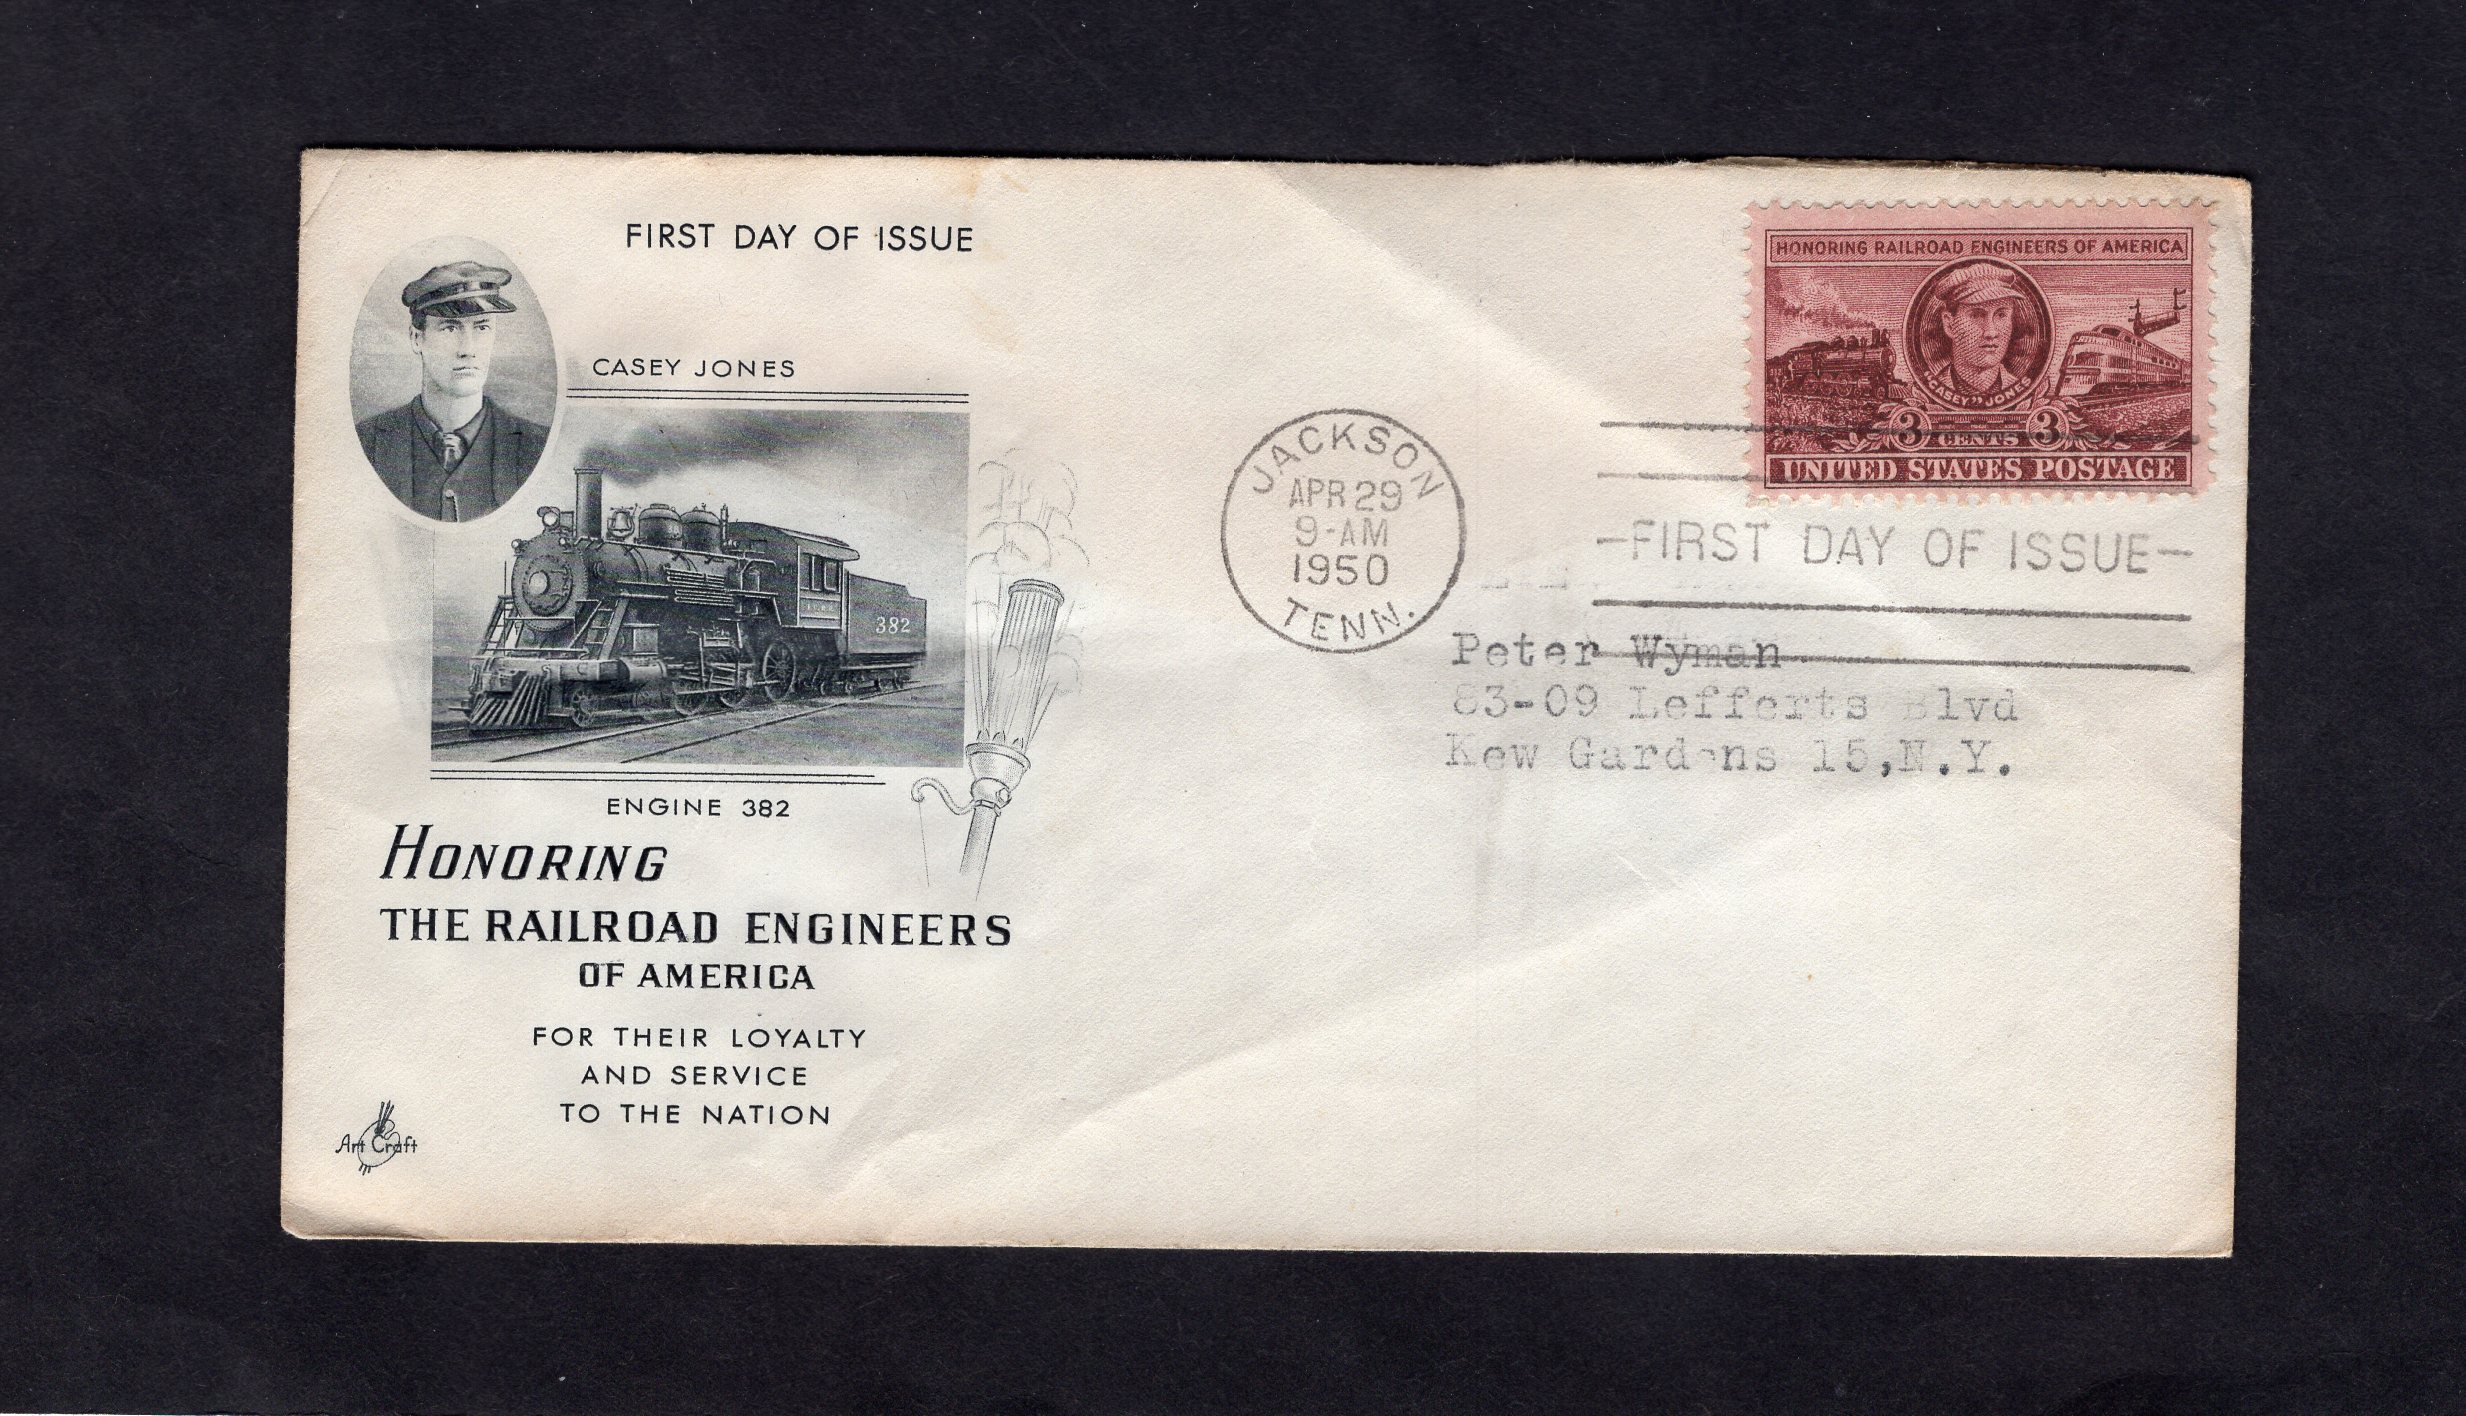 FIRST DAY OF ISSUE
CASEY JONES
382
ENGINE 382
HONORING
THE RAILROAD ENGINEERS
OF AMERICA
FOR THEIR LOYALTY
AND SERVICE
TO THE NATION
Art Craft
JACKSON
APR 29
9-AM
1950
TENN.
HONORING RAILROAD ENGINEERS OF AMERICA
"CASEY" JONES
3 CENTS 3
UNITED STATES POSTAGE
-FIRST DAY OF ISSUE-
Peter Wyman
83-09 Lefferts Blvd
Kew Gardens 15,N.Y.